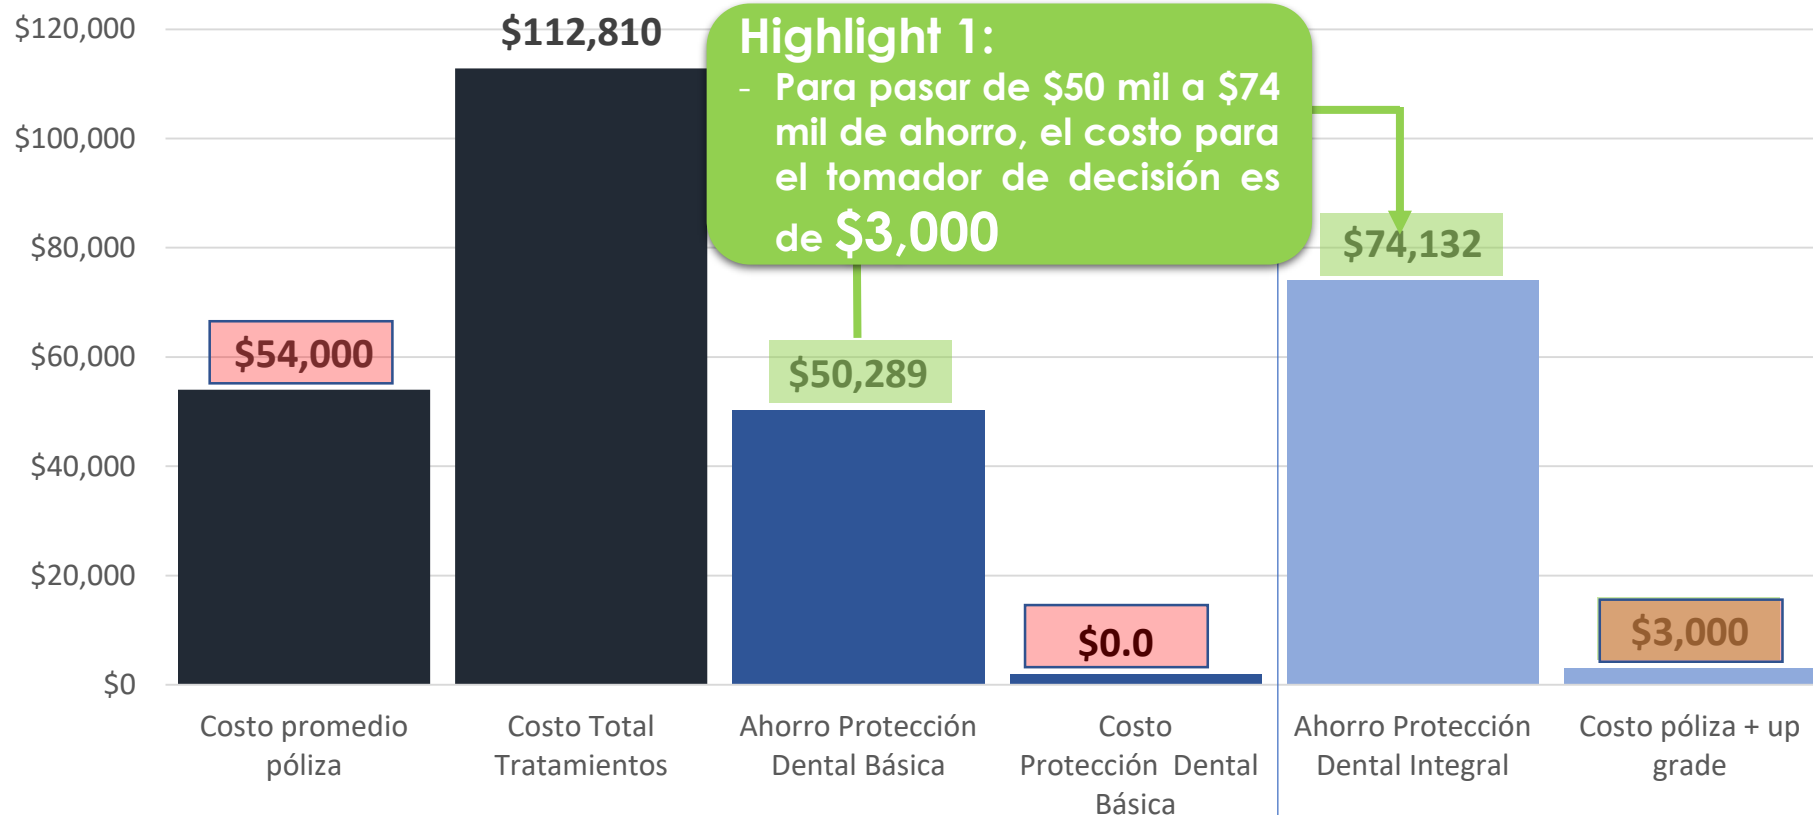 $120,000
$100,000
$80,000
$60,000
$40,000
$20,000
$0
$54,000
$112,810
$50,289
$0.0
$74,132
$3,000
Highlight 1:
- Para pasar de $50 mil a $74
mil de ahorro, el costo para
el tomador de decisión es
de $3,000
Costo promedio
póliza
Costo Total
Tratamientos
Ahorro Protección
Dental Básica
Costo
Protección Dental
Básica
Ahorro Protección
Dental Integral
Costo póliza + up
grade